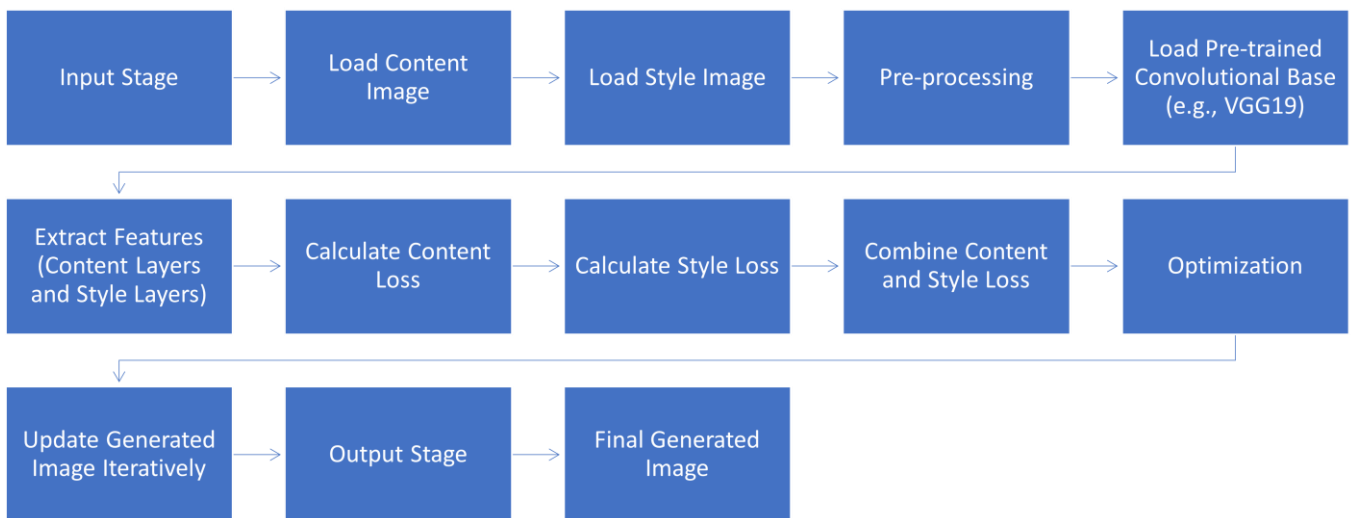 Input Stage
Load Content
Image
Load Style Image
Pre-processing
Load Pre-trained
Convolutional Base
(e.g., VGG19)
Extract Features
(Content Layers
and Style Layers)
Calculate Content
Loss
Calculate Style Loss
Combine Content
and Style Loss
Optimization
Update Generated
Image Iteratively
Output Stage
Final Generated
Image